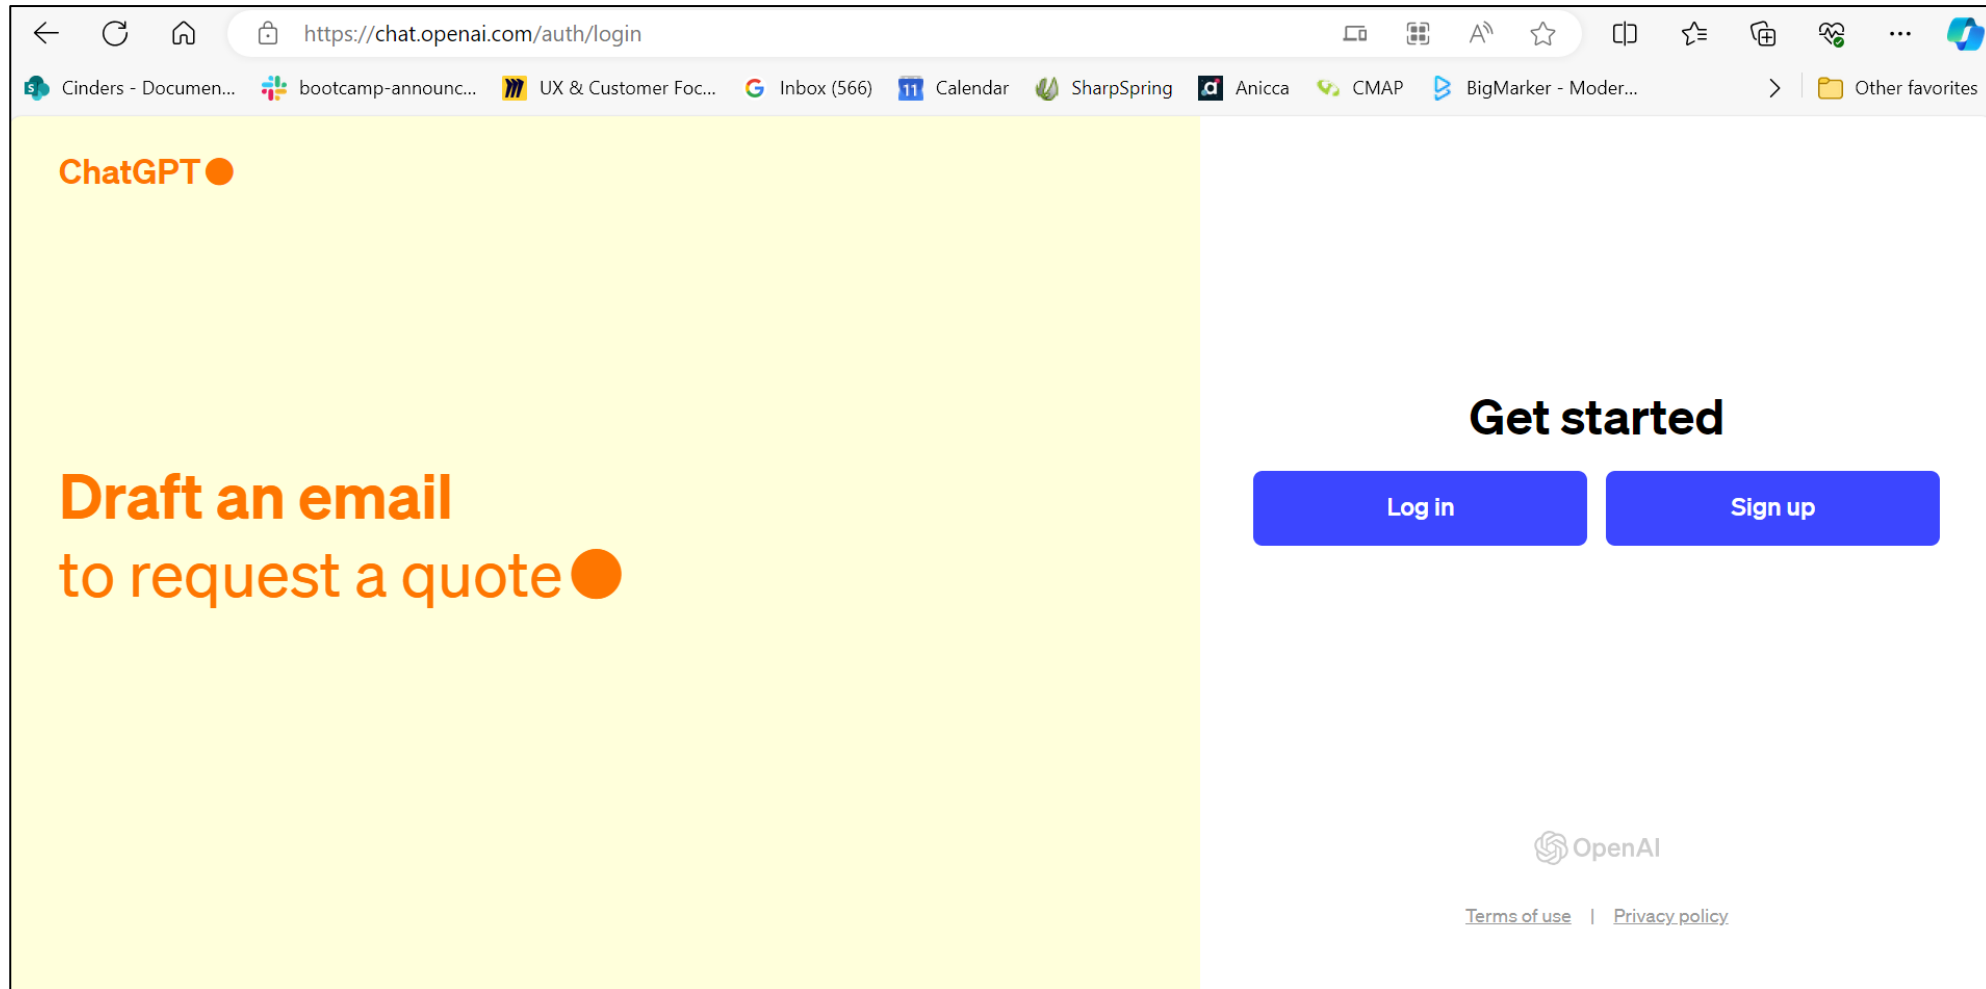 https://chat.openai.com/auth/login
Cinders - Documen... bootcamp-announc... UX & Customer Foc... Inbox (566) 11 Calendar SharpSpring Anicca CMAP BigMarker - Moder... Other favorites
ChatGPT
Draft an email
to request a quote
Get started
Log in Sign up
OpenAI
Terms of use | Privacy policy